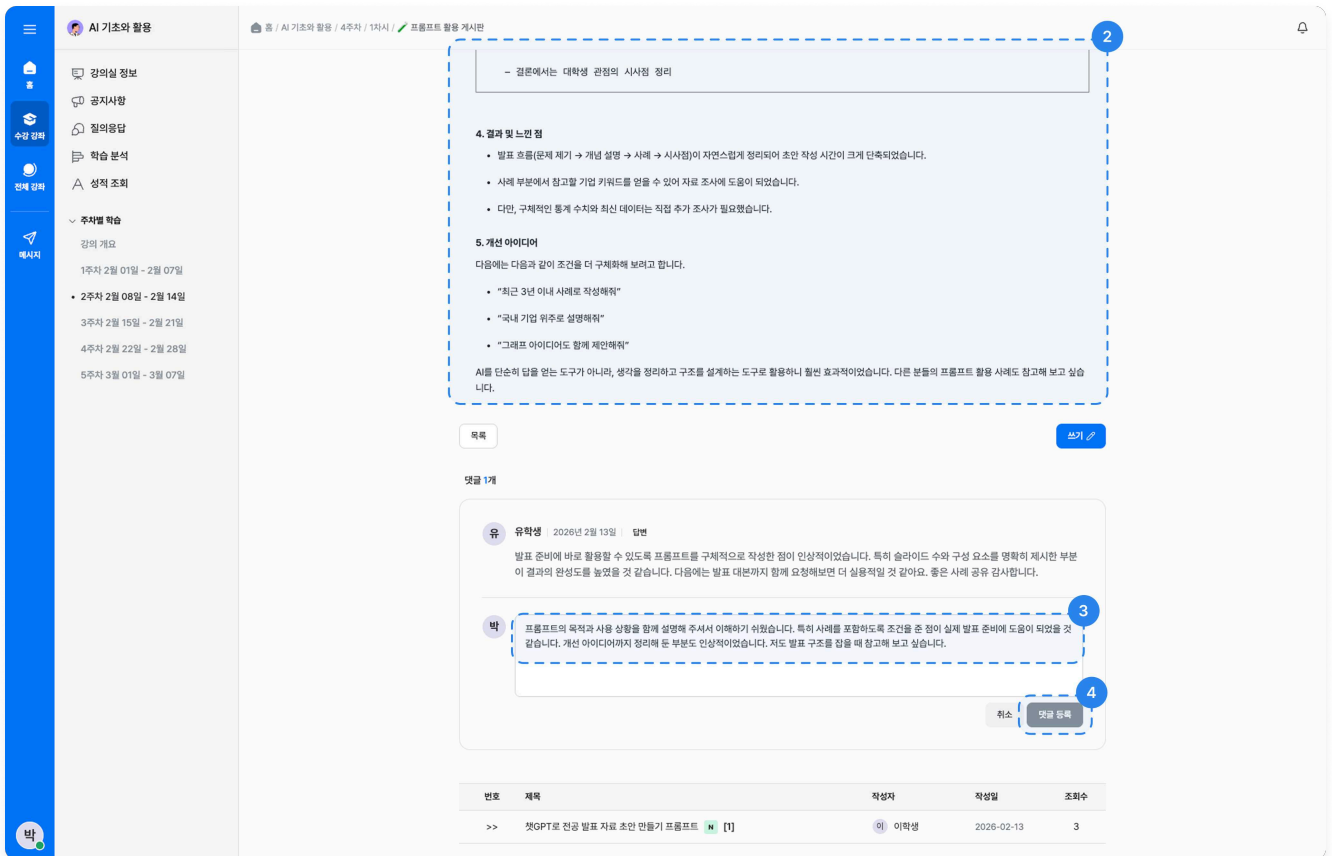 AI 기초와 활용
홈 / AI 기초와 활용 / 4주차 / 1차시 / 프롬프트 활용 게시판
홈
수강 강좌
전체 강좌
메시지
박
강의실 정보
공지사항
질의응답
학습 분석
성적 조회
주차별 학습
강의 개요
1주차 2월 01일 - 2월 07일
• 2주차 2월 08일 - 2월 14일
3주차 2월 15일 - 2월 21일
4주차 2월 22일 - 2월 28일
5주차 3월 01일 - 3월 07일
2
- 결론에서는 대학생 관점의 시사점 정리
4. 결과 및 느낀 점
• 발표 흐름(문제 제기 → 개념 설명 → 사례 → 시사점)이 자연스럽게 정리되어 초안 작성 시간이 크게 단축되었습니다.
• 사례 부분에서 참고할 기업 키워드를 얻을 수 있어 자료 조사에 도움이 되었습니다.
• 다만, 구체적인 통계 수치와 최신 데이터는 직접 추가 조사가 필요했습니다.
5. 개선 아이디어
다음에는 다음과 같이 조건을 더 구체화해 보려고 합니다.
• “최근 3년 이내 사례로 작성해줘”
• “국내 기업 위주로 설명해줘”
• “그래프 아이디어도 함께 제안해줘”
AI를 단순히 답을 얻는 도구가 아니라, 생각을 정리하고 구조를 설계하는 도구로 활용하니 훨씬 효과적이었습니다. 다른 분들의 프롬프트 활용 사례도 참고해 보고 싶습
니다.
목록
쓰기
댓글 1개
유 유학생 2026년 2월 13일 답변
발표 준비에 바로 활용할 수 있도록 프롬프트를 구체적으로 작성한 점이 인상적이었습니다. 특히 슬라이드 수와 구성 요소를 명확히 제시한 부분
이 결과의 완성도를 높였을 것 같습니다. 다음에는 발표 대본까지 함께 요청해보면 더 실용적일 것 같아요. 좋은 사례 공유 감사합니다.
3
박 프롬프트의 목적과 사용 상황을 함께 설명해 주셔서 이해하기 쉬웠습니다. 특히 사례를 포함하도록 조건을 준 점이 실제 발표 준비에 도움이 되었을 것
같습니다. 개선 아이디어까지 정리해 둔 부분도 인상적이었습니다. 저도 발표 구조를 잡을 때 참고해 보고 싶습니다.
4
취소 댓글 등록
번호 제목 작성자 작성일 조회수
>> 챗GPT로 전공 발표 자료 초안 만들기 프롬프트 N [1] 이 이학생 2026-02-13 3